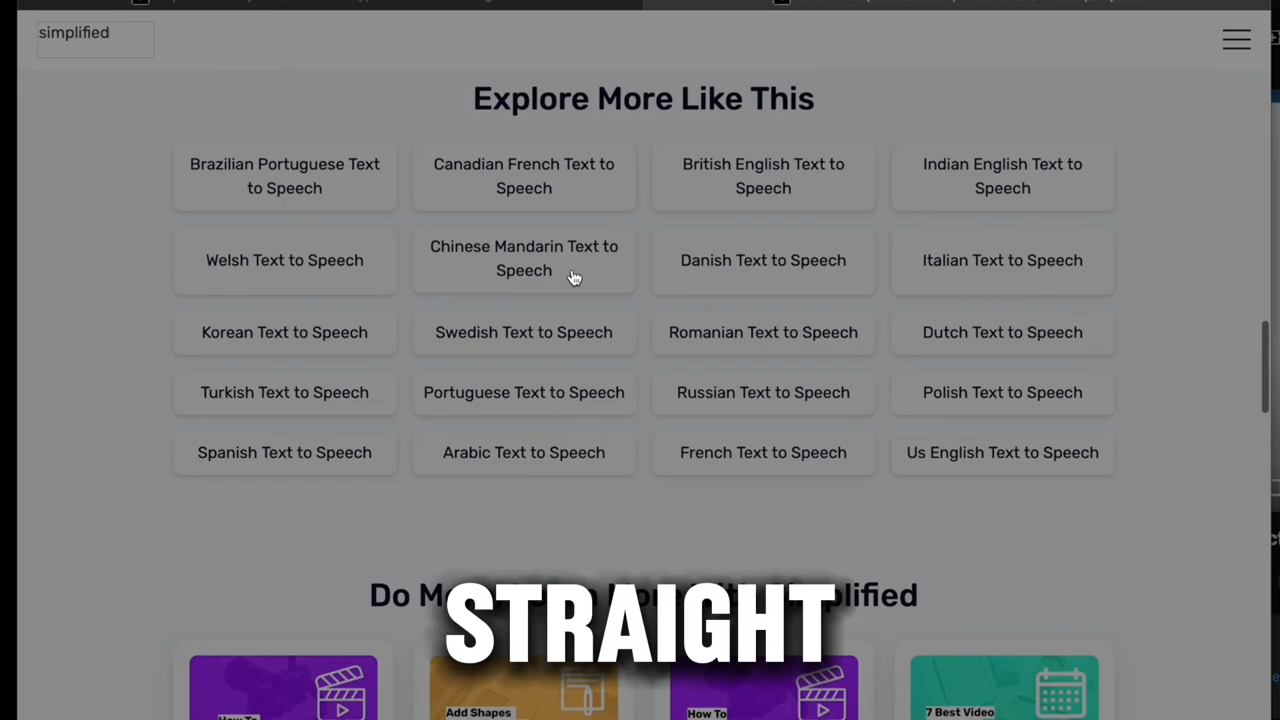 simplified
Explore More Like This
Brazilian Portuguese Text
to Speech
Canadian French Text to
Speech
British English Text to
Speech
Indian English Text to
Speech
Welsh Text to Speech
Chinese Mandarin Text to
Speech
Danish Text to Speech
Italian Text to Speech
Korean Text to Speech
Swedish Text to Speech
Romanian Text to Speech
Dutch Text to Speech
Turkish Text to Speech
Portuguese Text to Speech
Russian Text to Speech
Polish Text to Speech
Spanish Text to Speech
Arabic Text to Speech
French Text to Speech
Us English Text to Speech
Do
STRAIGHT
How To
Add Shapes
How To
7 Best Video